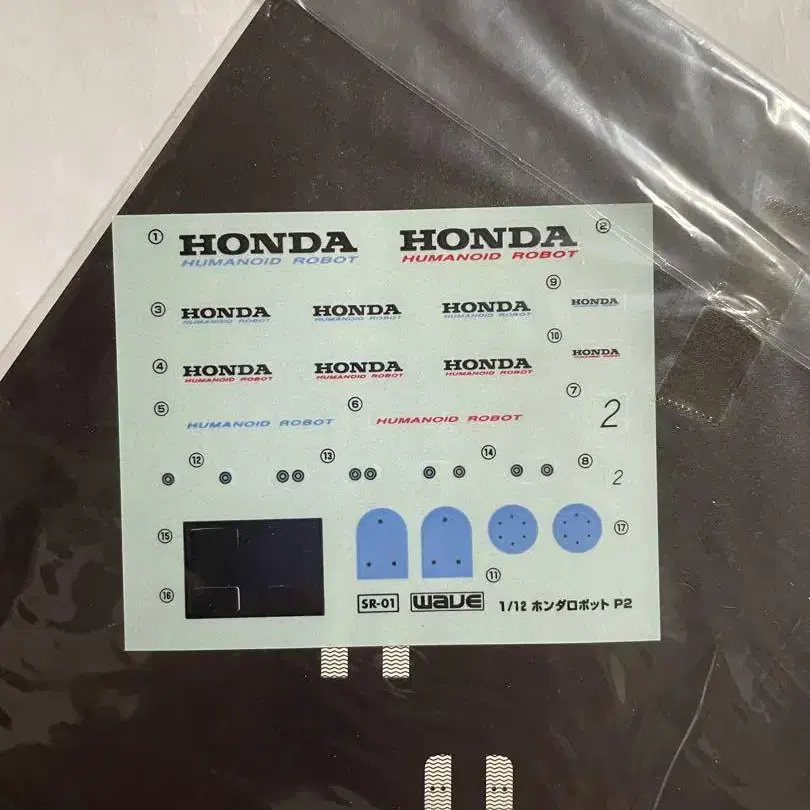 ① HONDA HUMANOID ROBOT HONDA HUMANOID ROBOT ②
③ HONDA HUMANOID ROBOT HONDA HUMANOID ROBOT HONDA HUMANOID ROBOT ⑨ HONDA
④ HONDA HUMANOID ROBOT HONDA HUMANOID ROBOT HONDA HUMANOID ROBOT ⑩ HONDA
⑤ HUMANOID ROBOT ⑥ HUMANOID ROBOT ⑦ 2
⑫ ⑬ ⑭ ⑧ 2
⑮ ⑰
⑯ ⑪
SR-01 WAVE 1/12 ホンダロボット P2